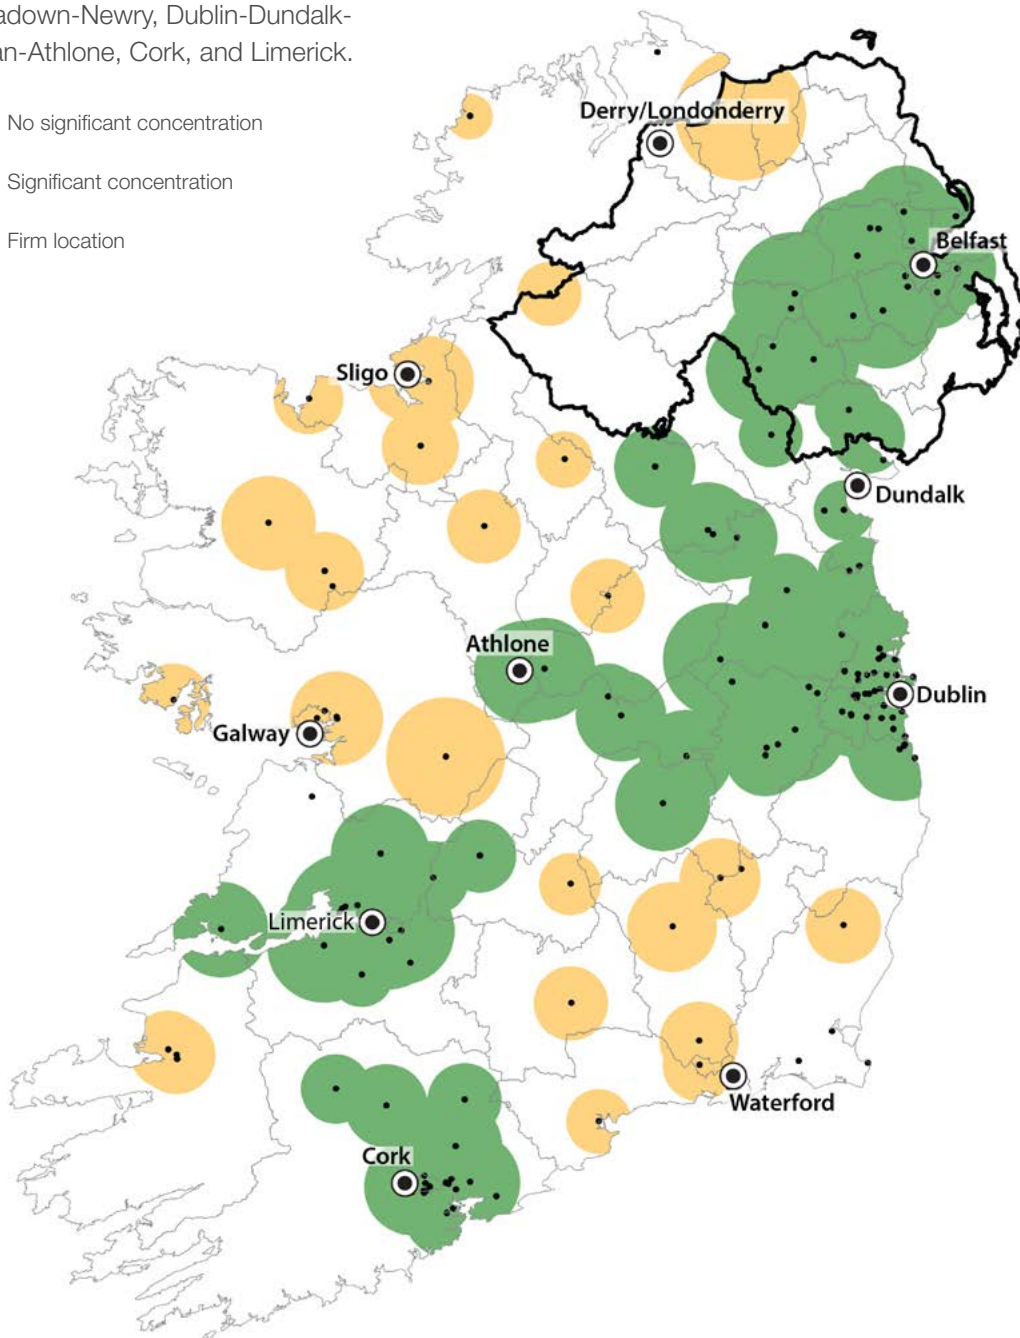 adown-Newry, Dublin-Dundalk-
an-Athlone, Cork, and Limerick.
No significant concentration
Significant concentration
Firm location
Derry/Londonderry
Belfast
Sligo
Dundalk
Athlone
Dublin
Galway
Limerick
Waterford
Cork